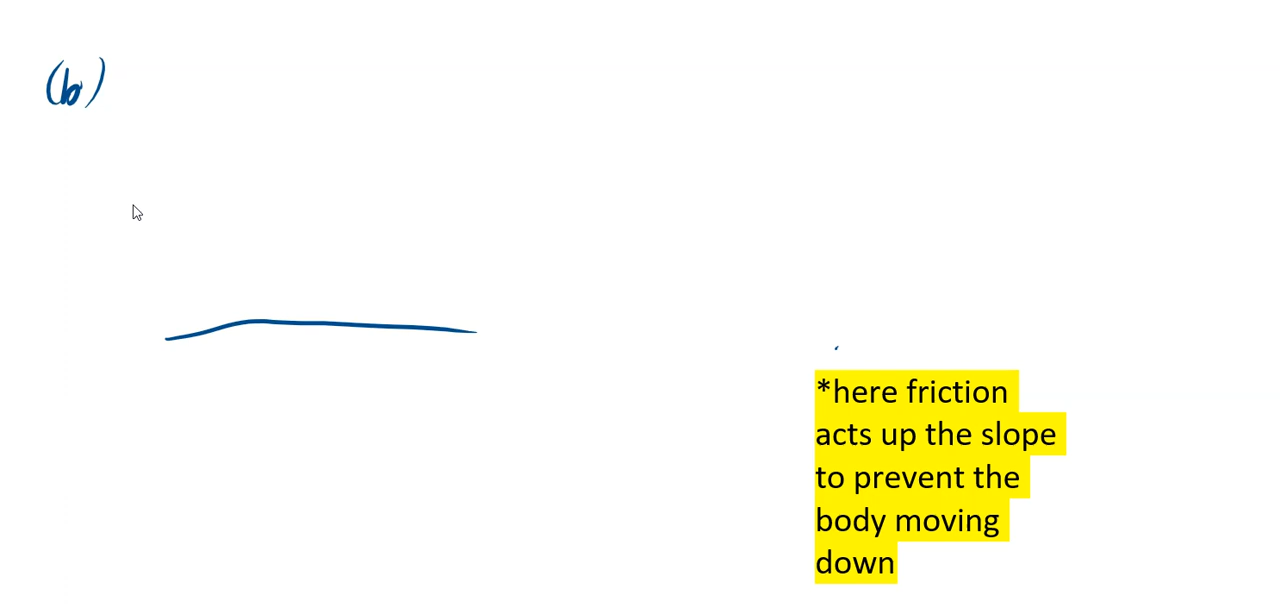 (b)
*here friction
acts up the slope
to prevent the
body moving
down